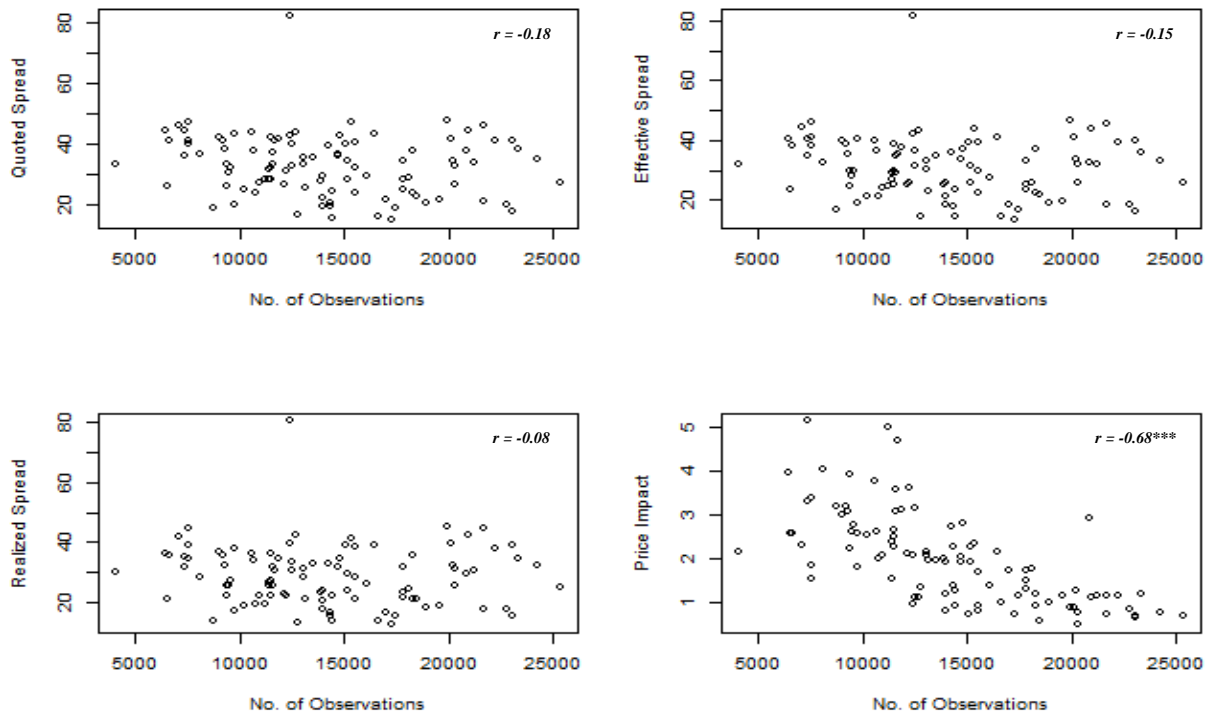 r = -0.18
Quoted Spread
80
60
40
20
5000 10000 15000 20000 25000
No. of Observations
r = -0.15
Effective Spread
80
60
40
20
5000 10000 15000 20000 25000
No. of Observations
r = -0.08
Realized Spread
80
60
40
20
5000 10000 15000 20000 25000
No. of Observations
r = -0.68***
Price Impact
5
4
3
2
1
5000 10000 15000 20000 25000
No. of Observations